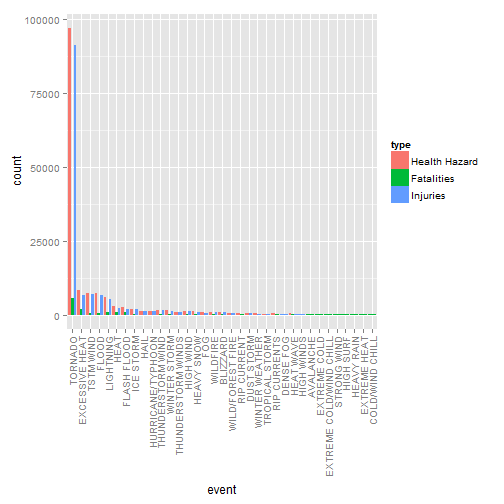 100000
75000
50000
25000
0
count
TORNADO
EXCESSIVE HEAT
TSTM WIND
FLOOD
LIGHTNING
HEAT
FLASH FLOOD
ICE STORM
HAIL
HURRICANE/TYPHOON
THUNDERSTORM WIND
WINTER STORM
THUNDERSTORM WINDS
HIGH WIND
HEAVY SNOW
FOG
WILDFIRE
BLIZZARD
WILD/FOREST FIRE
RIP CURRENT
DUST STORM
WINTER WEATHER
TROPICAL STORM
RIP CURRENTS
DENSE FOG
HEAT WAVE
HIGH WINDS
AVALANCHE
EXTREME COLD
EXTREME COLD/WIND CHILL
STRONG WIND
HIGH SURF
HEAVY RAIN
EXTREME HEAT
COLD/WIND CHILL
event
type
Health Hazard
Fatalities
Injuries